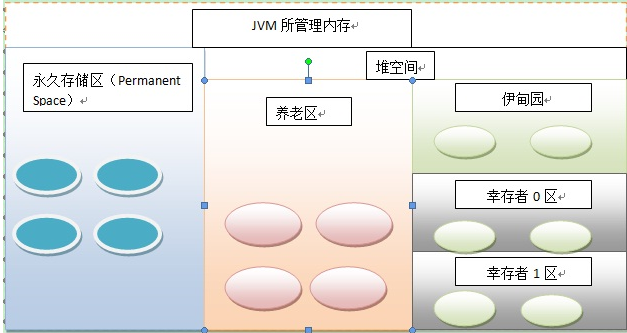 JVM 所管理内存
堆空间
永久存储区（Permanent
Space）
养老区
伊甸园
幸存者 0 区
幸存者 1 区